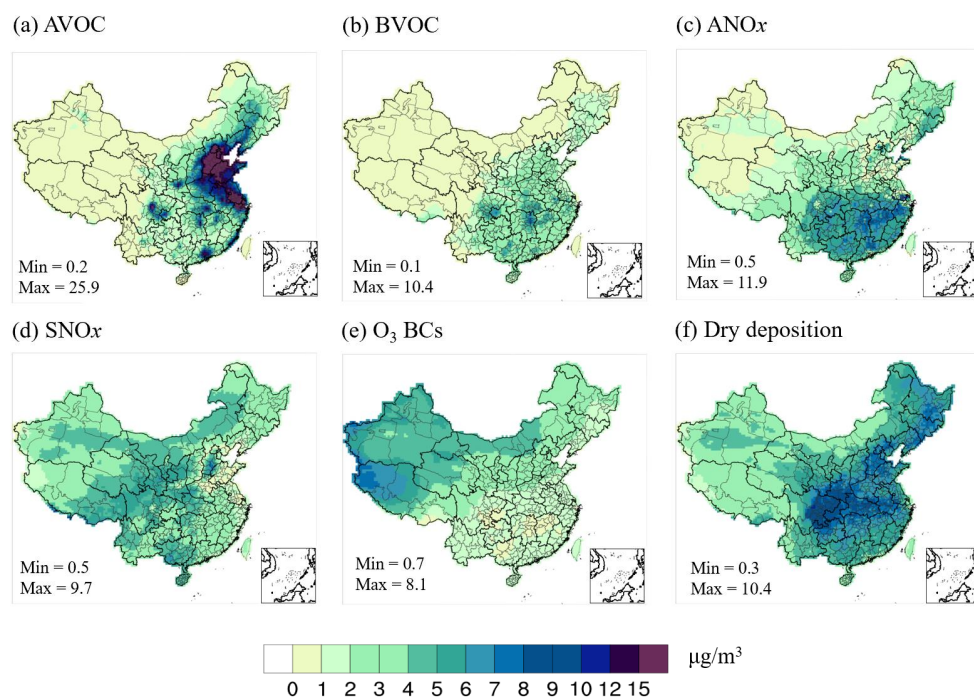 (a) AVOC
(b) BVOC
(c) ANOx
Min = 0.2
Max = 25.9
Min = 0.1
Max = 10.4
Min = 0.5
Max = 11.9
(d) SNOx
(e) O₃ BCs
(f) Dry deposition
Min = 0.5
Max = 9.7
Min = 0.7
Max = 8.1
Min = 0.3
Max = 10.4
μg/m³
0 1 2 3 4 5 6 7 8 9 10 12 15